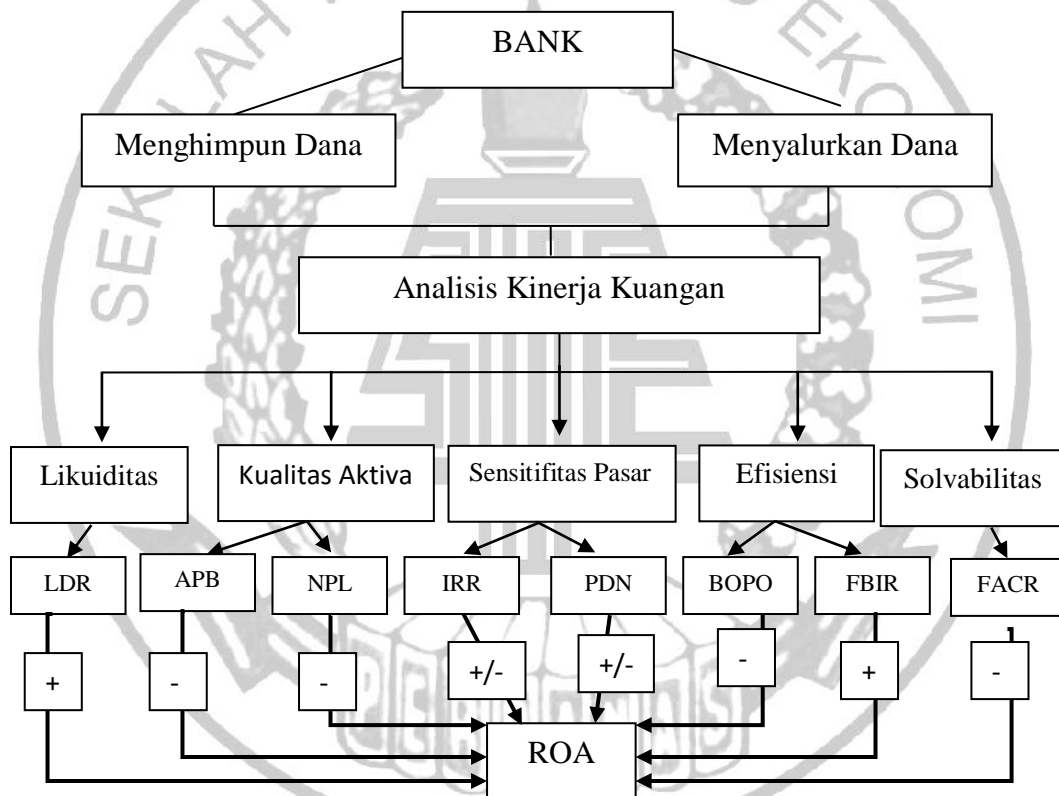 BANK
Menghimpun Dana
Menyalurkan Dana
Analisis Kinerja Kuangan
Likuiditas
Kualitas Aktiva
Sensitifitas Pasar
Efisiensi
Solvabilitas
LDR
APB
NPL
IRR
PDN
BOPO
FBIR
FACR
+
-
-
+/-
+/-
-
+
-
ROA